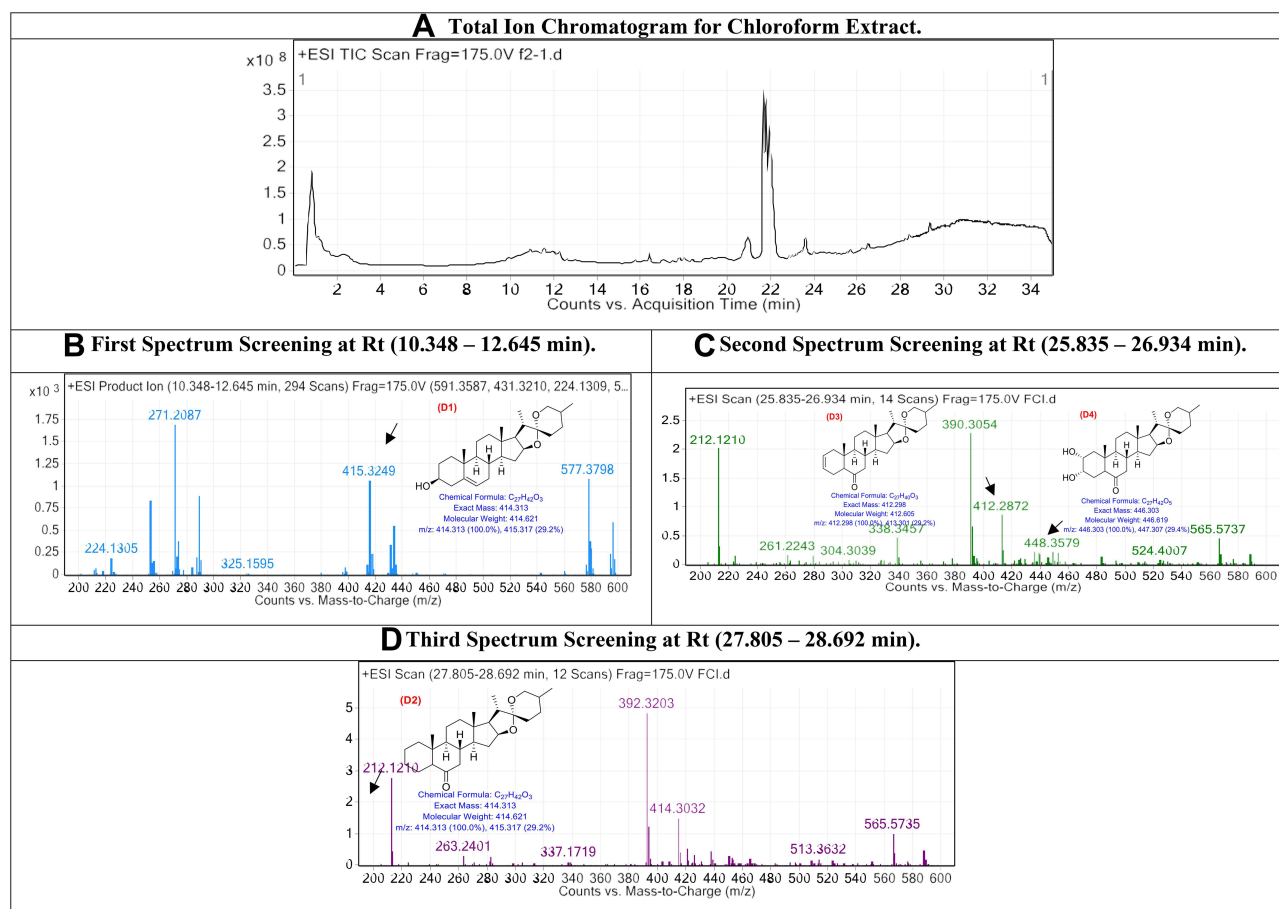 A Total Ion Chromatogram for Chloroform Extract.
+ESI TIC Scan Frag=175.0V f2-1.d
x10 8
1 1
3.5
3
2.5
2
1.5
1
0.5
0
2 4 6 8 10 12 14 16 18 20 22 24 26 28 30 32 34
Counts vs. Acquisition Time (min)
B First Spectrum Screening at Rt (10.348 – 12.645 min).
+ESI Product Ion (10.348-12.645 min, 294 Scans) Frag=175.0V (591.3587, 431.3210, 224.1309, 5...
x10 3
1.75
1.5
1.25
1
0.75
0.5
0.25
0
271.2087
415.3249
577.3798
224.1305
325.1595
(D1)
HO
H
H
H
O
O
Chemical Formula: C27H42O3
Exact Mass: 414.313
Molecular Weight: 414.621
m/z: 414.313 (100.0%), 415.317 (29.2%)
200 220 240 260 280 300 320 340 360 380 400 420 440 460 480 500 520 540 560 580 600
Counts vs. Mass-to-Charge (m/z)
C Second Spectrum Screening at Rt (25.835 – 26.934 min).
+ESI Scan (25.835-26.934 min, 14 Scans) Frag=175.0V FCI.d
2.5
2
1.5
1
0.5
0
212.1210
390.3054
412.2872
338.3457
261.2243
304.3039
448.3579
524.4007
565.5737
(D3)
O
O
H
H
H
O
Chemical Formula: C27H40O3
Exact Mass: 412.298
Molecular Weight: 412.605
m/z: 412.298 (100.0%), 413.301 (29.2%)
(D4)
O
O
HO
HO
H
H
H
O
Chemical Formula: C27H42O5
Exact Mass: 446.303
Molecular Weight: 446.619
m/z: 446.303 (100.0%), 447.307 (29.4%)
200 220 240 260 280 300 320 340 360 380 400 420 440 460 480 500 520 540 560 580 600
Counts vs. Mass-to-Charge (m/z)
D Third Spectrum Screening at Rt (27.805 – 28.692 min).
+ESI Scan (27.805-28.692 min, 12 Scans) Frag=175.0V FCI.d
5
4
3
2
1
0
392.3203
212.1210
414.3032
565.5735
263.2401
337.1719
513.3632
(D2)
O
O
H
H
H
O
Chemical Formula: C27H42O3
Exact Mass: 414.313
Molecular Weight: 414.621
m/z: 414.313 (100.0%), 415.317 (29.2%)
200 220 240 260 280 300 320 340 360 380 400 420 440 460 480 500 520 540 560 580 600
Counts vs. Mass-to-Charge (m/z)